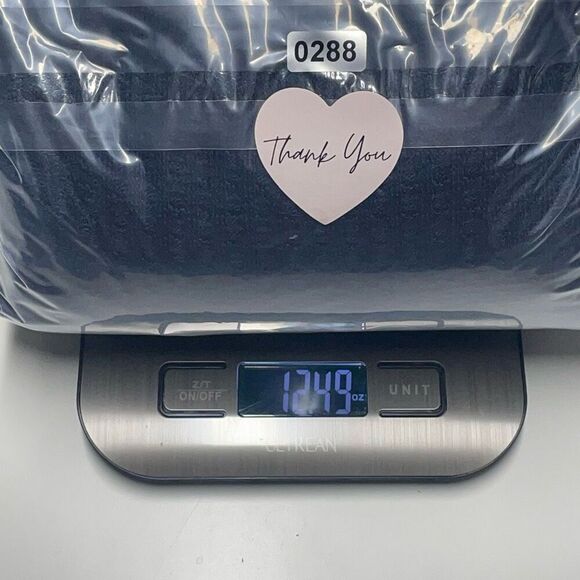 0288
Thank You
Z/T
ON/OFF
12.49 oz
UNIT